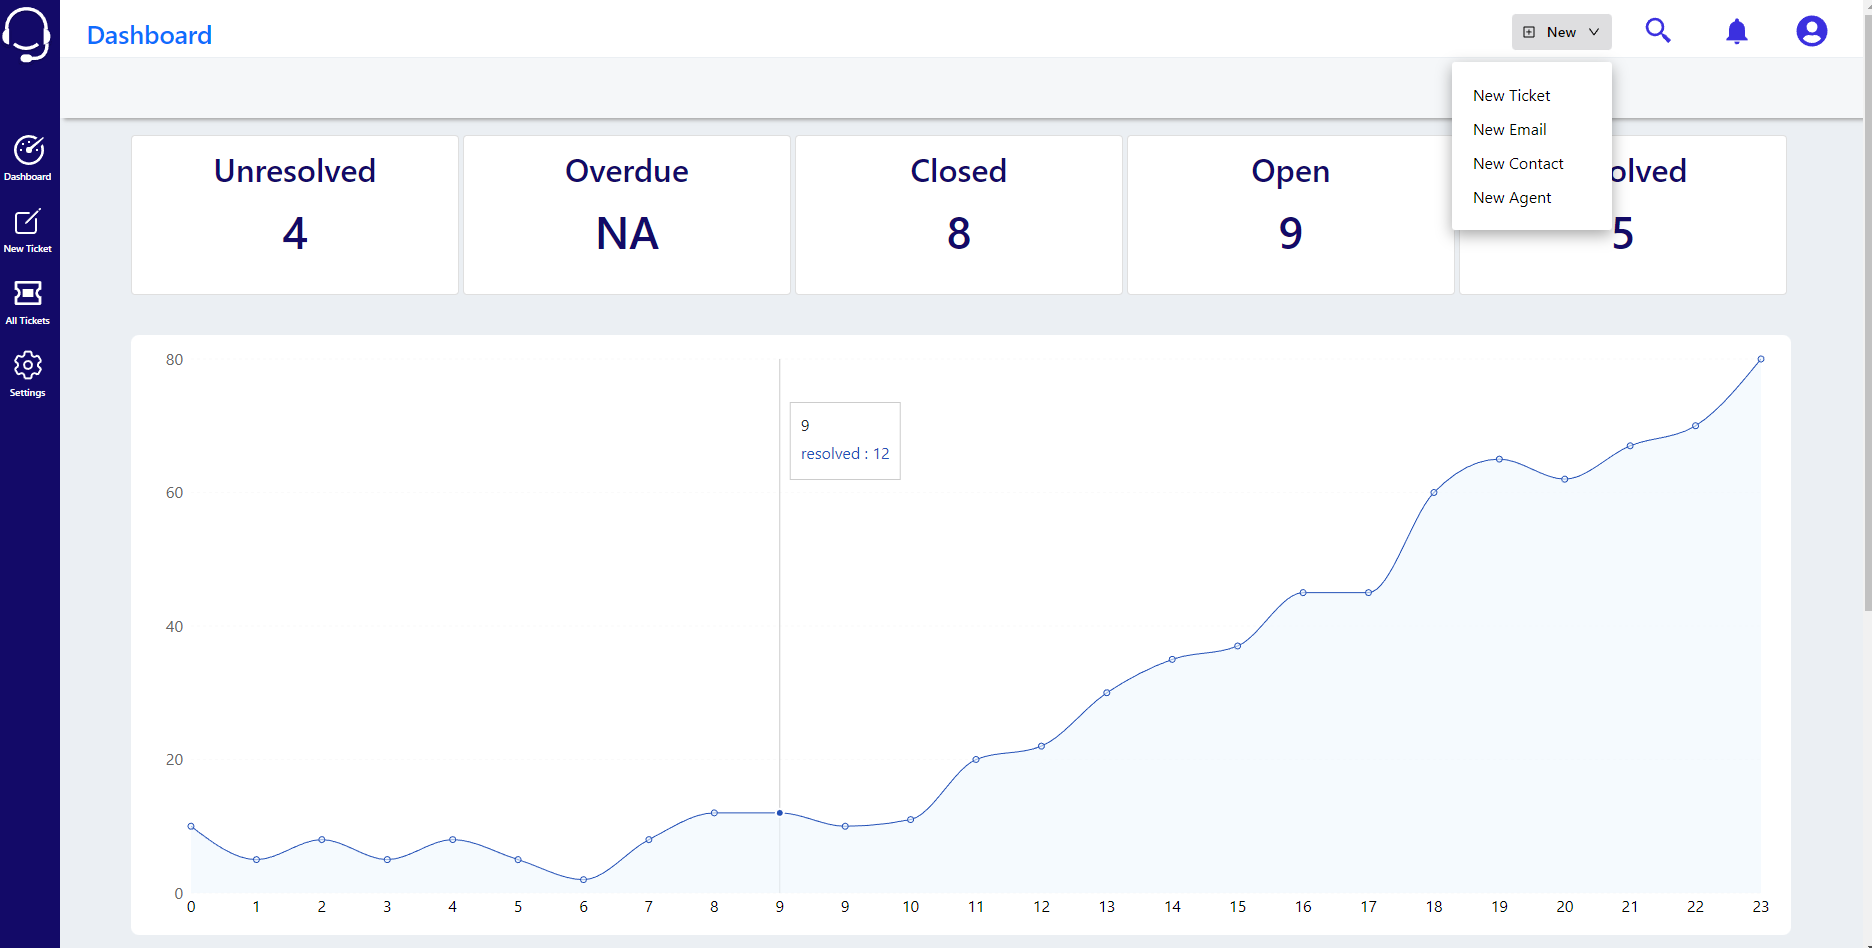 Dashboard
New
New Ticket
New Email
New Contact
New Agent
Dashboard
New Ticket
All Tickets
Settings
Unresolved
4
Overdue
NA
Closed
8
Open
9
olved
5
80
60
40
20
0
9
resolved : 12
0 1 2 3 4 5 6 7 8 9 9 10 11 12 13 14 15 16 17 18 19 20 21 22 23